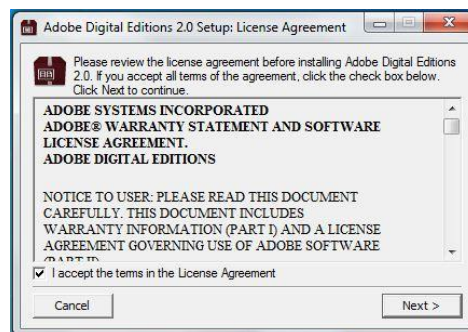 Adobe Digital Editions 2.0 Setup: License Agreement
Please review the license agreement before installing Adobe Digital Editions
2.0. If you accept all terms of the agreement, click the check box below.
Click Next to continue.
ADOBE SYSTEMS INCORPORATED
ADOBE® WARRANTY STATEMENT AND SOFTWARE
LICENSE AGREEMENT.
ADOBE DIGITAL EDITIONS
NOTICE TO USER: PLEASE READ THIS DOCUMENT
CAREFULLY. THIS DOCUMENT INCLUDES
WARRANTY INFORMATION (PART I) AND A LICENSE
AGREEMENT GOVERNING USE OF ADOBE SOFTWARE
(PART II)
I accept the terms in the License Agreement
Cancel
Next >